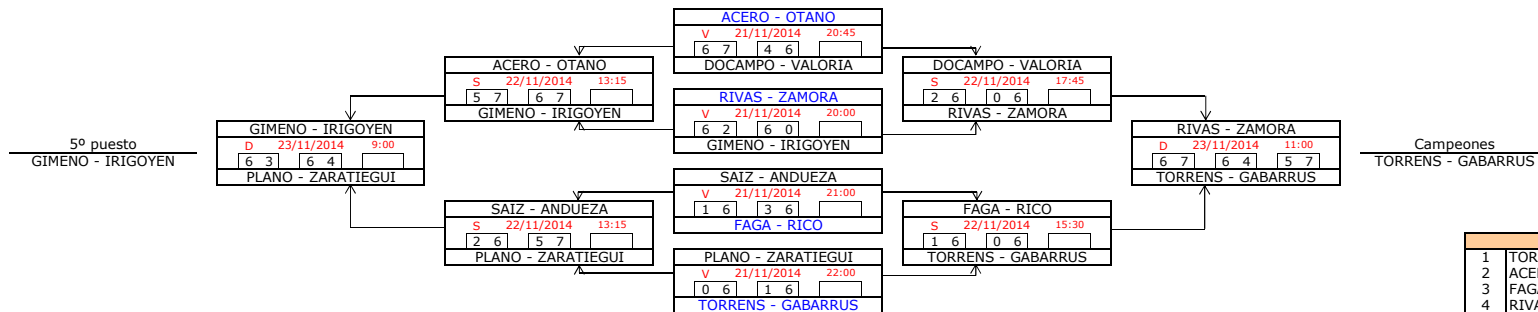 ACERO - OTANO
V 21/11/2014 20:45
6 7 4 6
DOCAMPO - VALORIA
ACERO - OTANO
S 22/11/2014 13:15
5 7 6 7
GIMENO - IRIGOYEN
DOCAMPO - VALORIA
S 22/11/2014 17:45
2 6 0 6
RIVAS - ZAMORA
RIVAS - ZAMORA
V 21/11/2014 20:00
6 2 6 0
GIMENO - IRIGOYEN
5º puesto
GIMENO - IRIGOYEN
GIMENO - IRIGOYEN
D 23/11/2014 9:00
6 3 6 4
PLANO - ZARATIEGUI
RIVAS - ZAMORA
D 23/11/2014 11:00
6 7 6 4 5 7
TORRENS - GABARRUS
Campeones
TORRENS - GABARRUS
SAIZ - ANDUEZA
V 21/11/2014 21:00
1 6 3 6
FAGA - RICO
SAIZ - ANDUEZA
S 22/11/2014 13:15
2 6 5 7
PLANO - ZARATIEGUI
FAGA - RICO
S 22/11/2014 15:30
1 6 0 6
TORRENS - GABARRUS
PLANO - ZARATIEGUI
V 21/11/2014 22:00
0 6 1 6
TORRENS - GABARRUS
1
2
3
4